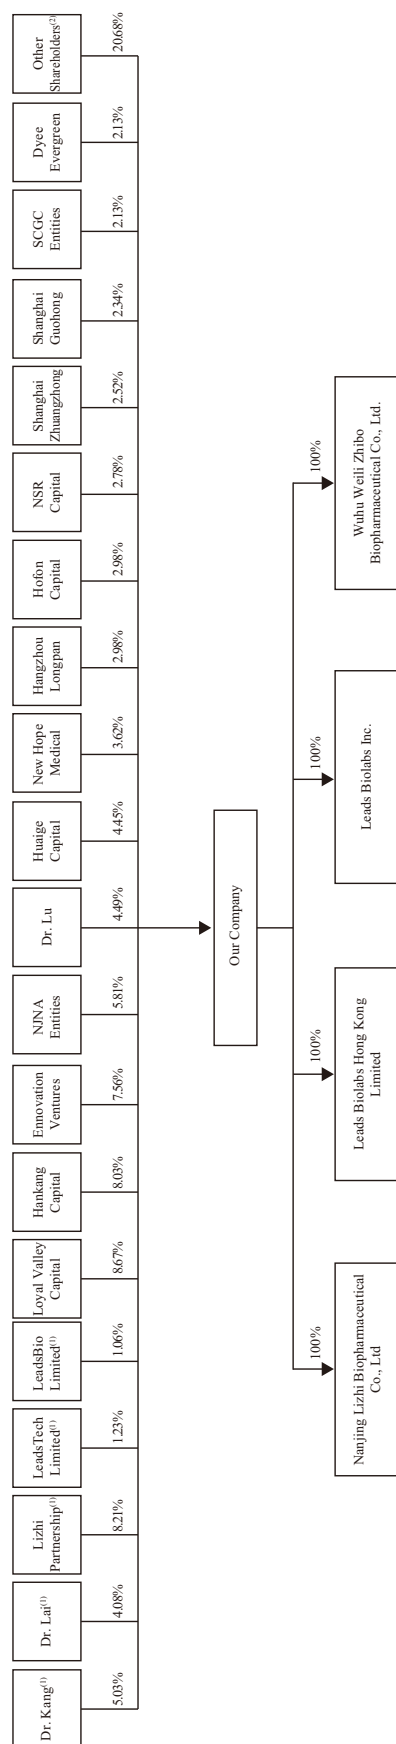 Dr. Kang(1)
5.03%
Dr. Lai(1)
4.08%
Lizhi
Partnership(1)
8.21%
LeadsTech
Limited(1)
1.23%
LeadsBio
Limited(1)
1.06%
Loyal Valley
Capital
8.67%
Hankang
Capital
8.03%
Ennovation
Ventures
7.56%
NJNA
Entities
5.81%
Dr. Lu
4.49%
Huaige
Capital
4.45%
New Hope
Medical
3.62%
Hangzhou
Longpan
2.98%
Hofon
Capital
2.98%
NSR
Capital
2.78%
Shanghai
Zhuangzhong
2.52%
Shanghai
Guohong
2.34%
SCGC
Entities
2.13%
Dyee
Evergreen
2.13%
Other
Shareholders(2)
20.68%
Our Company
100%
100%
100%
100%
Nanjing Lizhi Biopharmaceutical
Co., Ltd
Leads Biolabs Hong Kong
Limited
Leads Biolabs Inc.
Wuhu Weili Zhibo
Biopharmaceutical Co., Ltd.